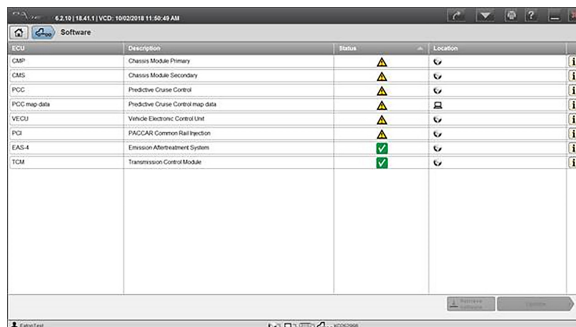 6.2.10 | 18.41.1 | VCD: 10/02/2018 11:50:49 AM
Software
ECU Description Status Location
CMP Chassis Module Primary
CMS Chassis Module Secondary
PCC Predictive Cruise Control
PCC map data Predictive Cruise Control map data
VECU Vehicle Electronic Control Unit
PCI PACCAR Common Rail Injection
EAS-4 Emission Aftertreatment System
TCM Transmission Control Module